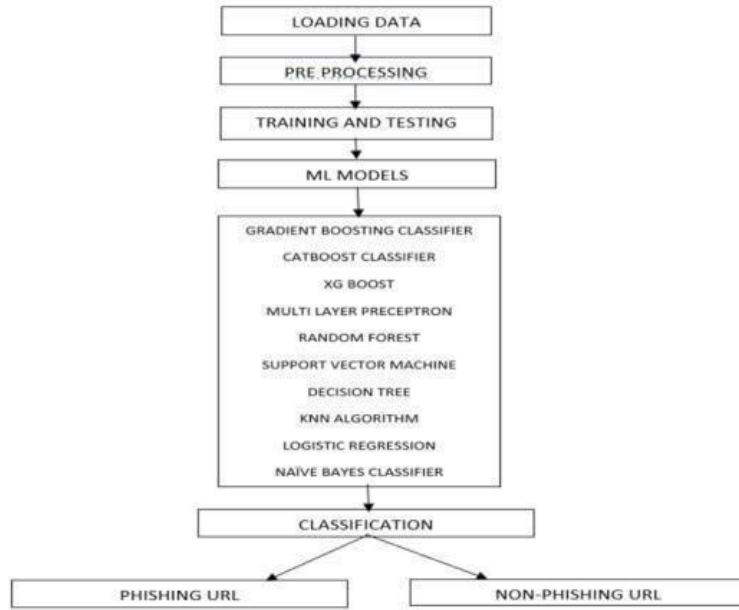 LOADING DATA
PRE PROCESSING
TRAINING AND TESTING
ML MODELS
GRADIENT BOOSTING CLASSIFIER
CATBOOST CLASSIFIER
XG BOOST
MULTI LAYER PRECEPTRON
RANDOM FOREST
SUPPORT VECTOR MACHINE
DECISION TREE
KNN ALGORITHM
LOGISTIC REGRESSION
NAÏVE BAYES CLASSIFIER
CLASSIFICATION
PHISHING URL
NON-PHISHING URL